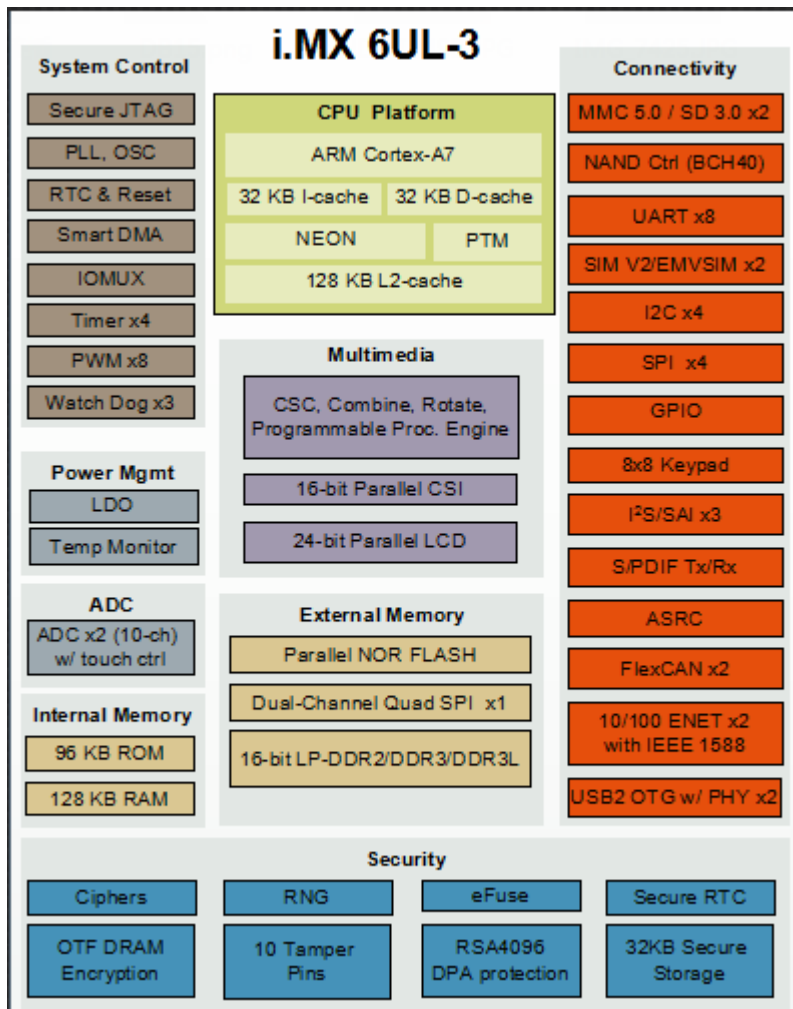 i.MX 6UL-3
System Control
Secure JTAG
PLL, OSC
RTC & Reset
Smart DMA
IOMUX
Timer x4
PWM x8
Watch Dog x3
Power Mgmt
LDO
Temp Monitor
ADC
ADC x2 (10-ch)
w/ touch ctrl
Internal Memory
96 KB ROM
128 KB RAM
CPU Platform
ARM Cortex-A7
32 KB I-cache
32 KB D-cache
NEON
PTM
128 KB L2-cache
Multimedia
CSC, Combine, Rotate,
Programmable Proc. Engine
16-bit Parallel CSI
24-bit Parallel LCD
External Memory
Parallel NOR FLASH
Dual-Channel Quad SPI x1
16-bit LP-DDR2/DDR3/DDR3L
Connectivity
MMC 5.0 / SD 3.0 x2
NAND Ctrl (BCH40)
UART x8
SIM V2/EMVSIM x2
I2C x4
SPI x4
GPIO
8x8 Keypad
I²S/SAI x3
S/PDIF Tx/Rx
ASRC
FlexCAN x2
10/100 ENET x2
with IEEE 1588
USB2 OTG w/ PHY x2
Security
Ciphers
RNG
eFuse
Secure RTC
OTF DRAM
Encryption
10 Tamper
Pins
RSA4096
DPA protection
32KB Secure
Storage